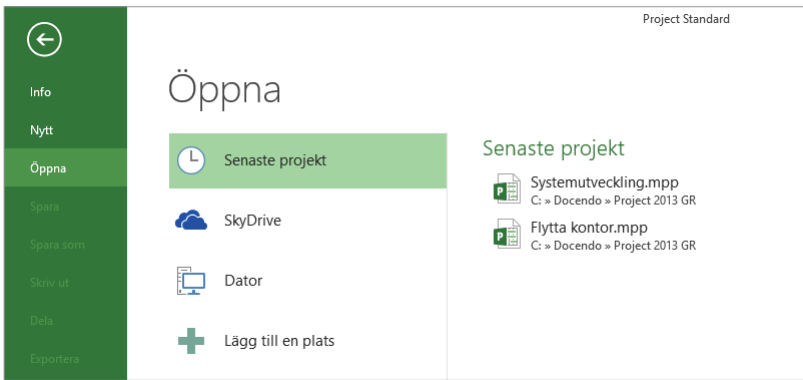 Project Standard
Info
Nytt
Öppna
Spara
Spara som
Skriv ut
Dela
Exportera
Öppna
Senaste projekt
SkyDrive
Dator
Lägg till en plats
Senaste projekt
Systemutveckling.mpp
C: » Docendo » Project 2013 GR
Flytta kontor.mpp
C: » Docendo » Project 2013 GR